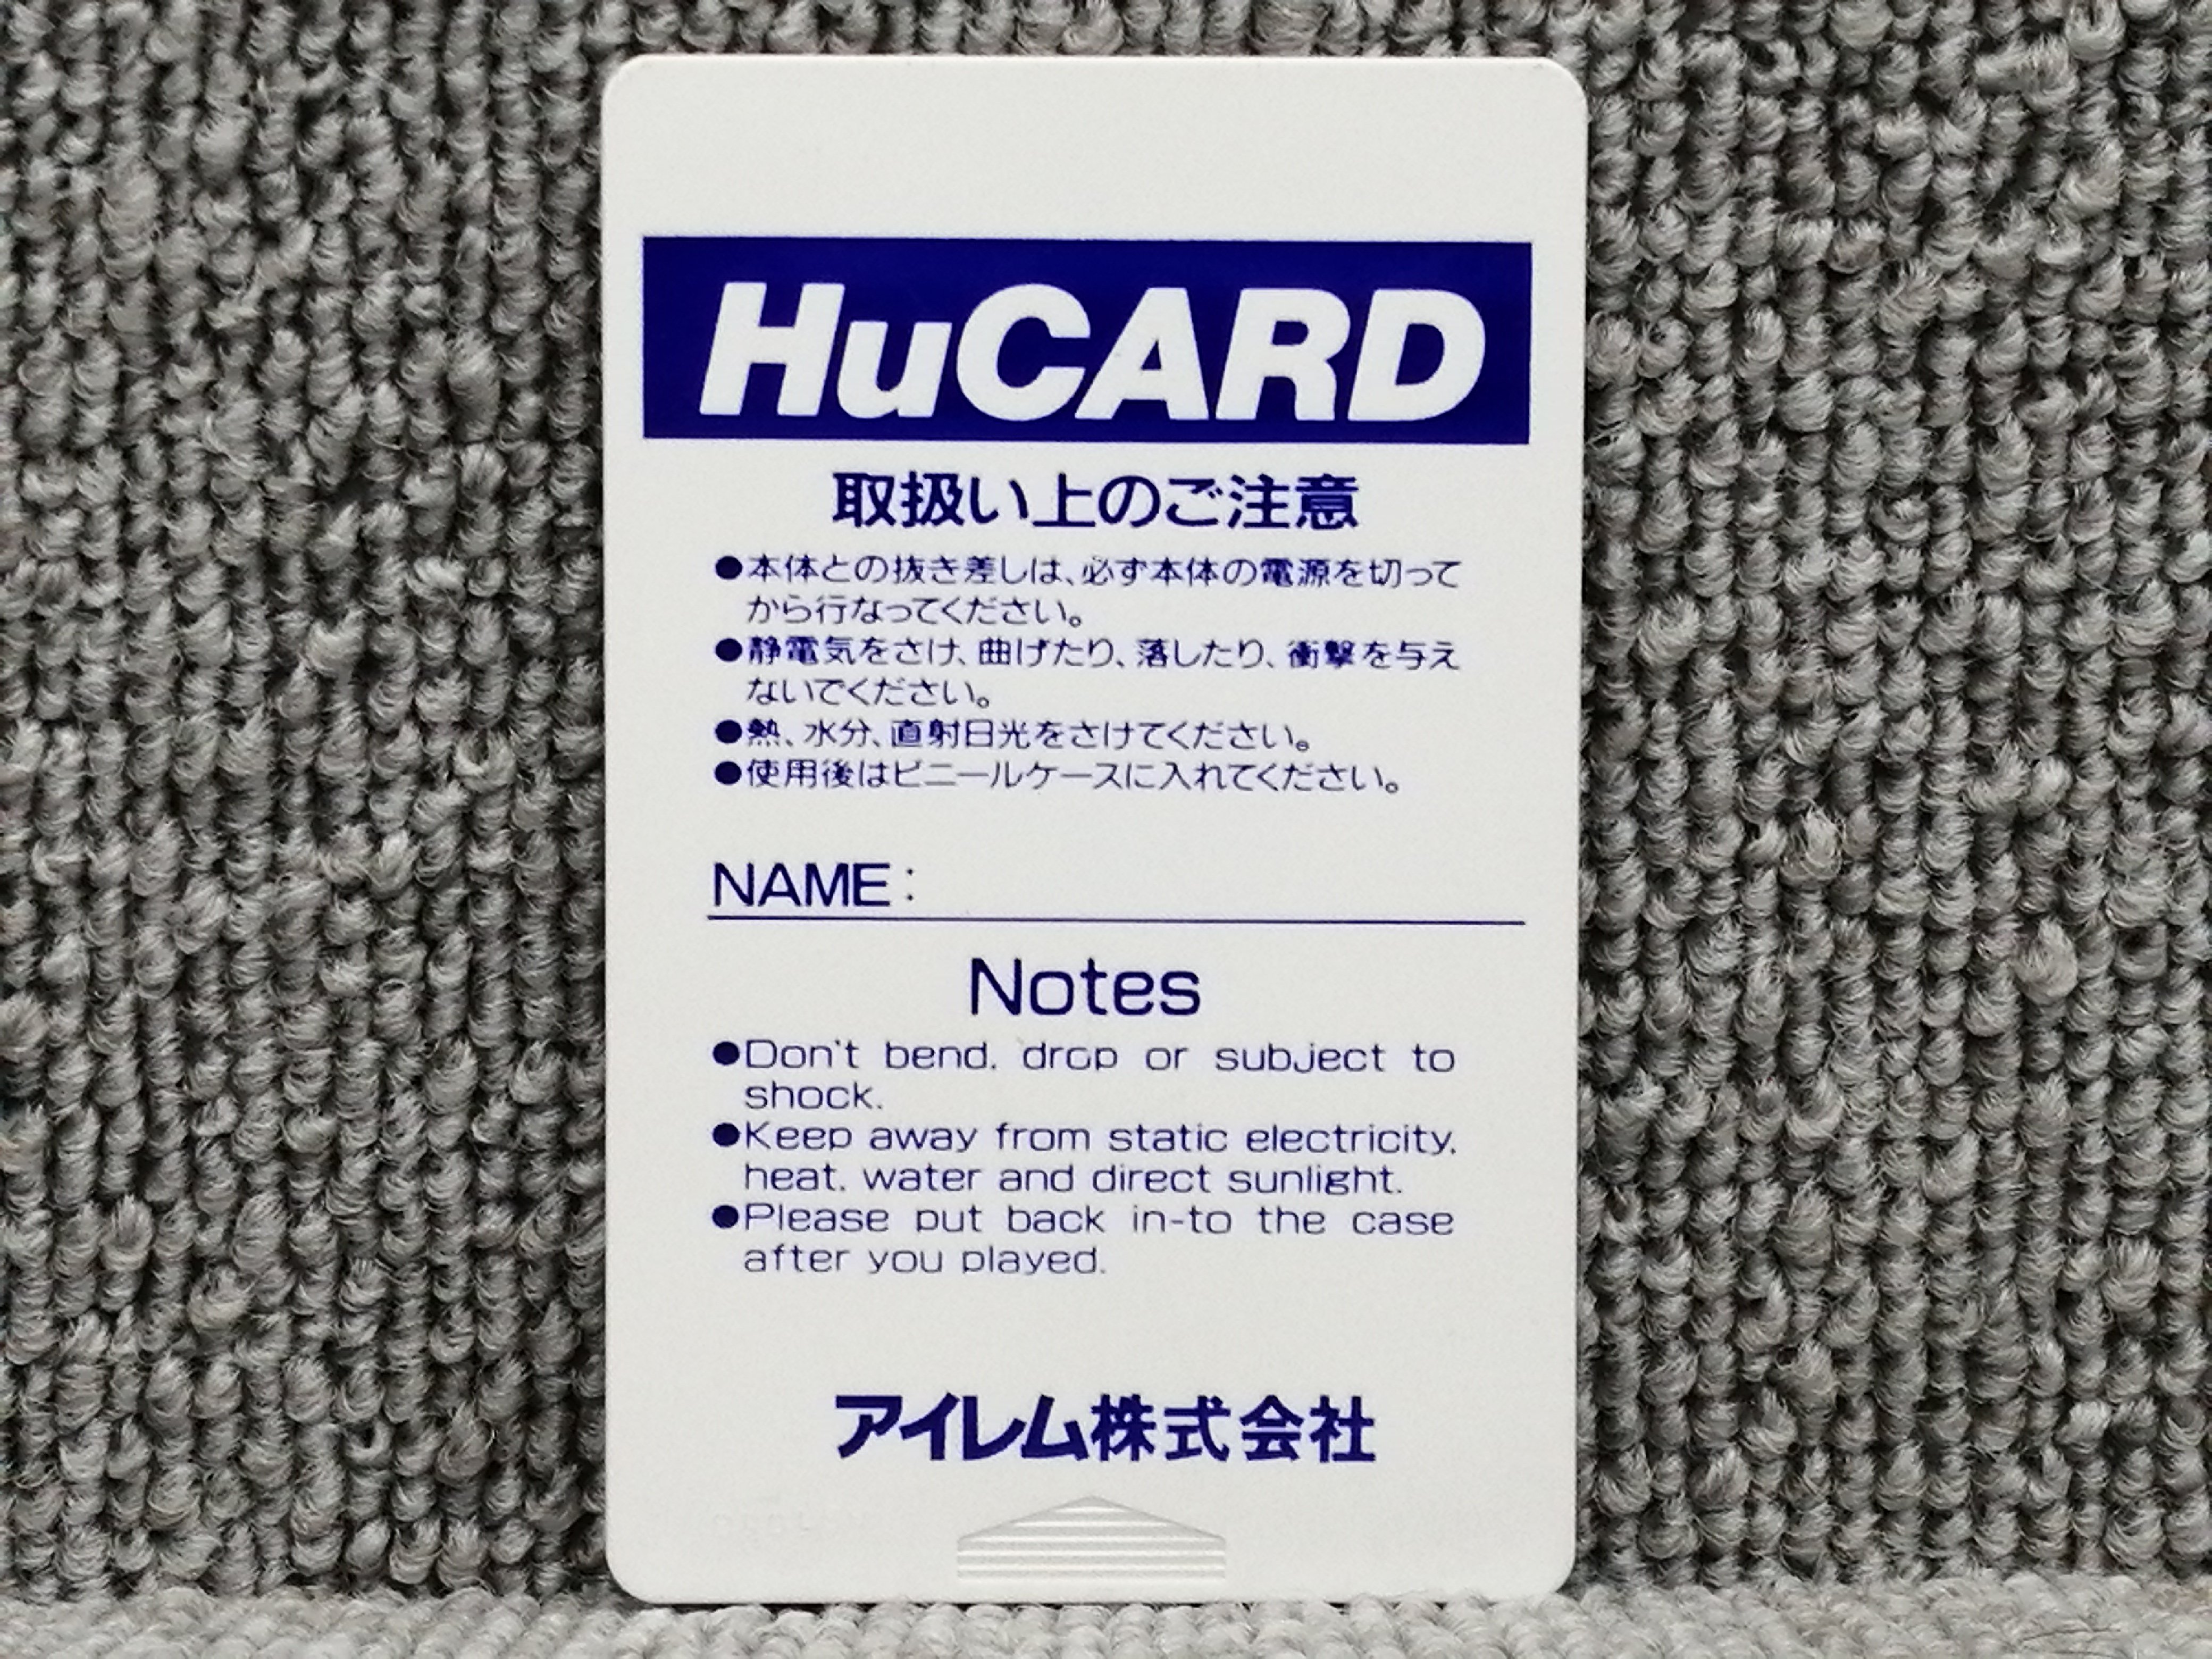 HuCARD
取扱い上のご注意
●本体との抜き差しは、必ず本体の電源を切って
から行なってください。
●静電気をさけ、曲げたり、落したり、衝撃を与え
ないでください。
●熱、水分、直射日光をさけてください。
●使用後はビニールケースに入れてください。
NAME:
Notes
●Don't bend. drop or subject to
shock.
●Keep away from static electricity.
heat. water and direct sunlight.
●Please put back in-to the case
after you played.
アイレム株式会社